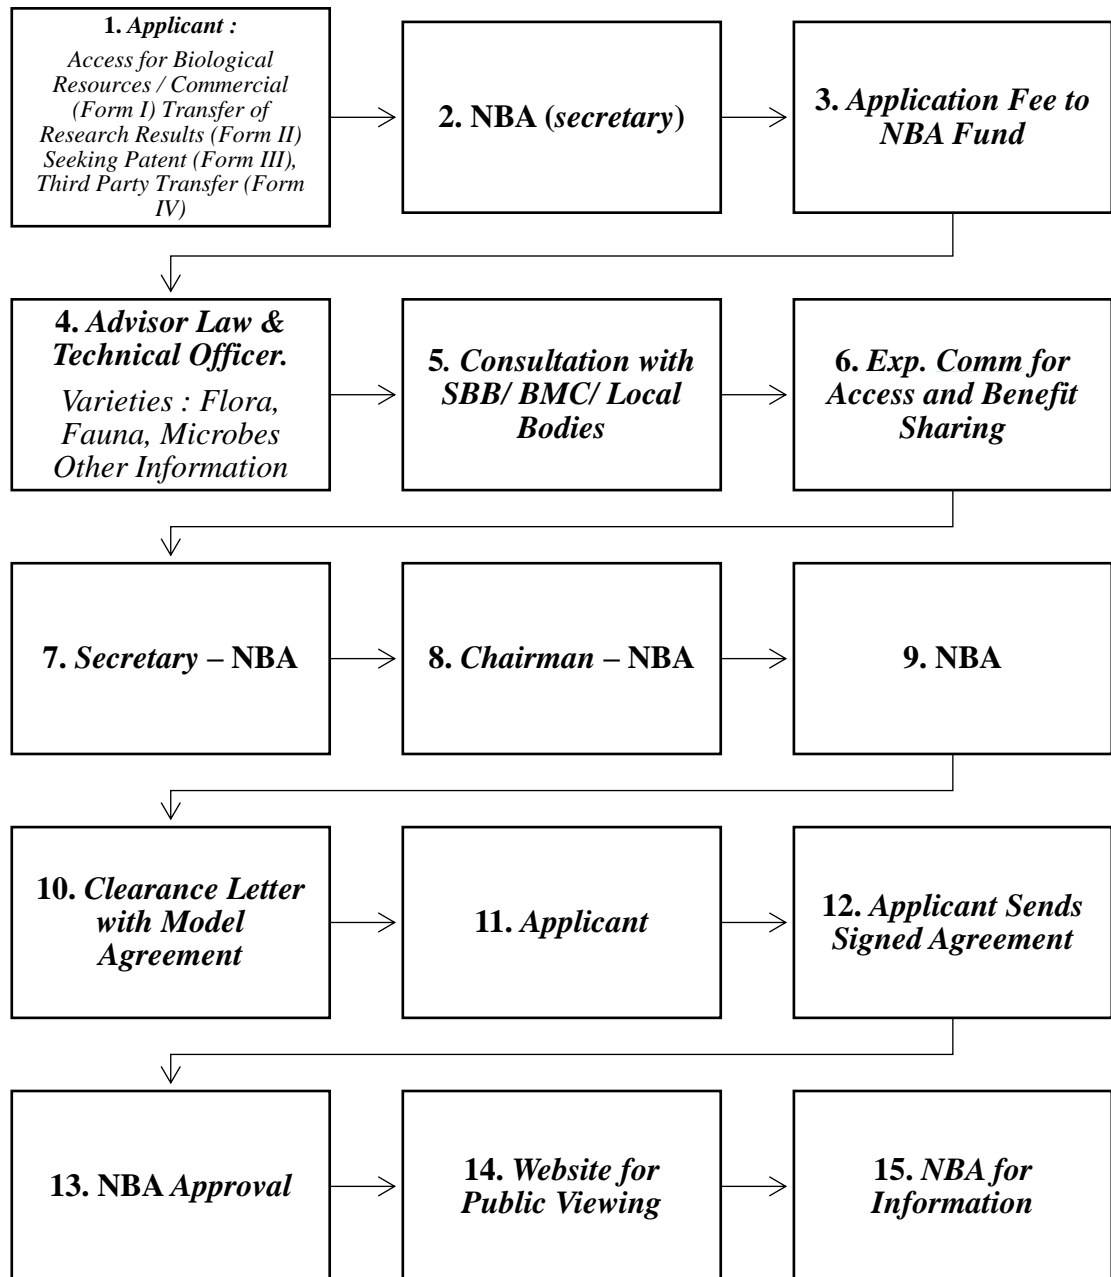 1. Applicant :
Access for Biological
Resources / Commercial
(Form I) Transfer of
Research Results (Form II)
Seeking Patent (Form III),
Third Party Transfer (Form
IV)
2. NBA (secretary)
3. Application Fee to
NBA Fund
4. Advisor Law &
Technical Officer.
Varieties : Flora,
Fauna, Microbes
Other Information
5. Consultation with
SBB/ BMC/ Local
Bodies
6. Exp. Comm for
Access and Benefit
Sharing
7. Secretary – NBA
8. Chairman – NBA
9. NBA
10. Clearance Letter
with Model
Agreement
11. Applicant
12. Applicant Sends
Signed Agreement
13. NBA Approval
14. Website for
Public Viewing
15. NBA for
Information